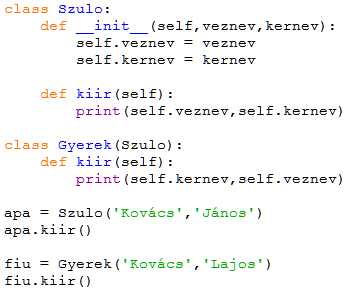 class Szulo:
    def __init__(self,veznev,kernev):
        self.veznev = veznev
        self.kernev = kernev
    def kiir(self):
        print(self.veznev,self.kernev)
class Gyerek(Szulo):
    def kiir(self):
        print(self.kernev,self.veznev)
apa = Szulo('Kovács','János')
apa.kiir()
fiu = Gyerek('Kovács','Lajos')
fiu.kiir()